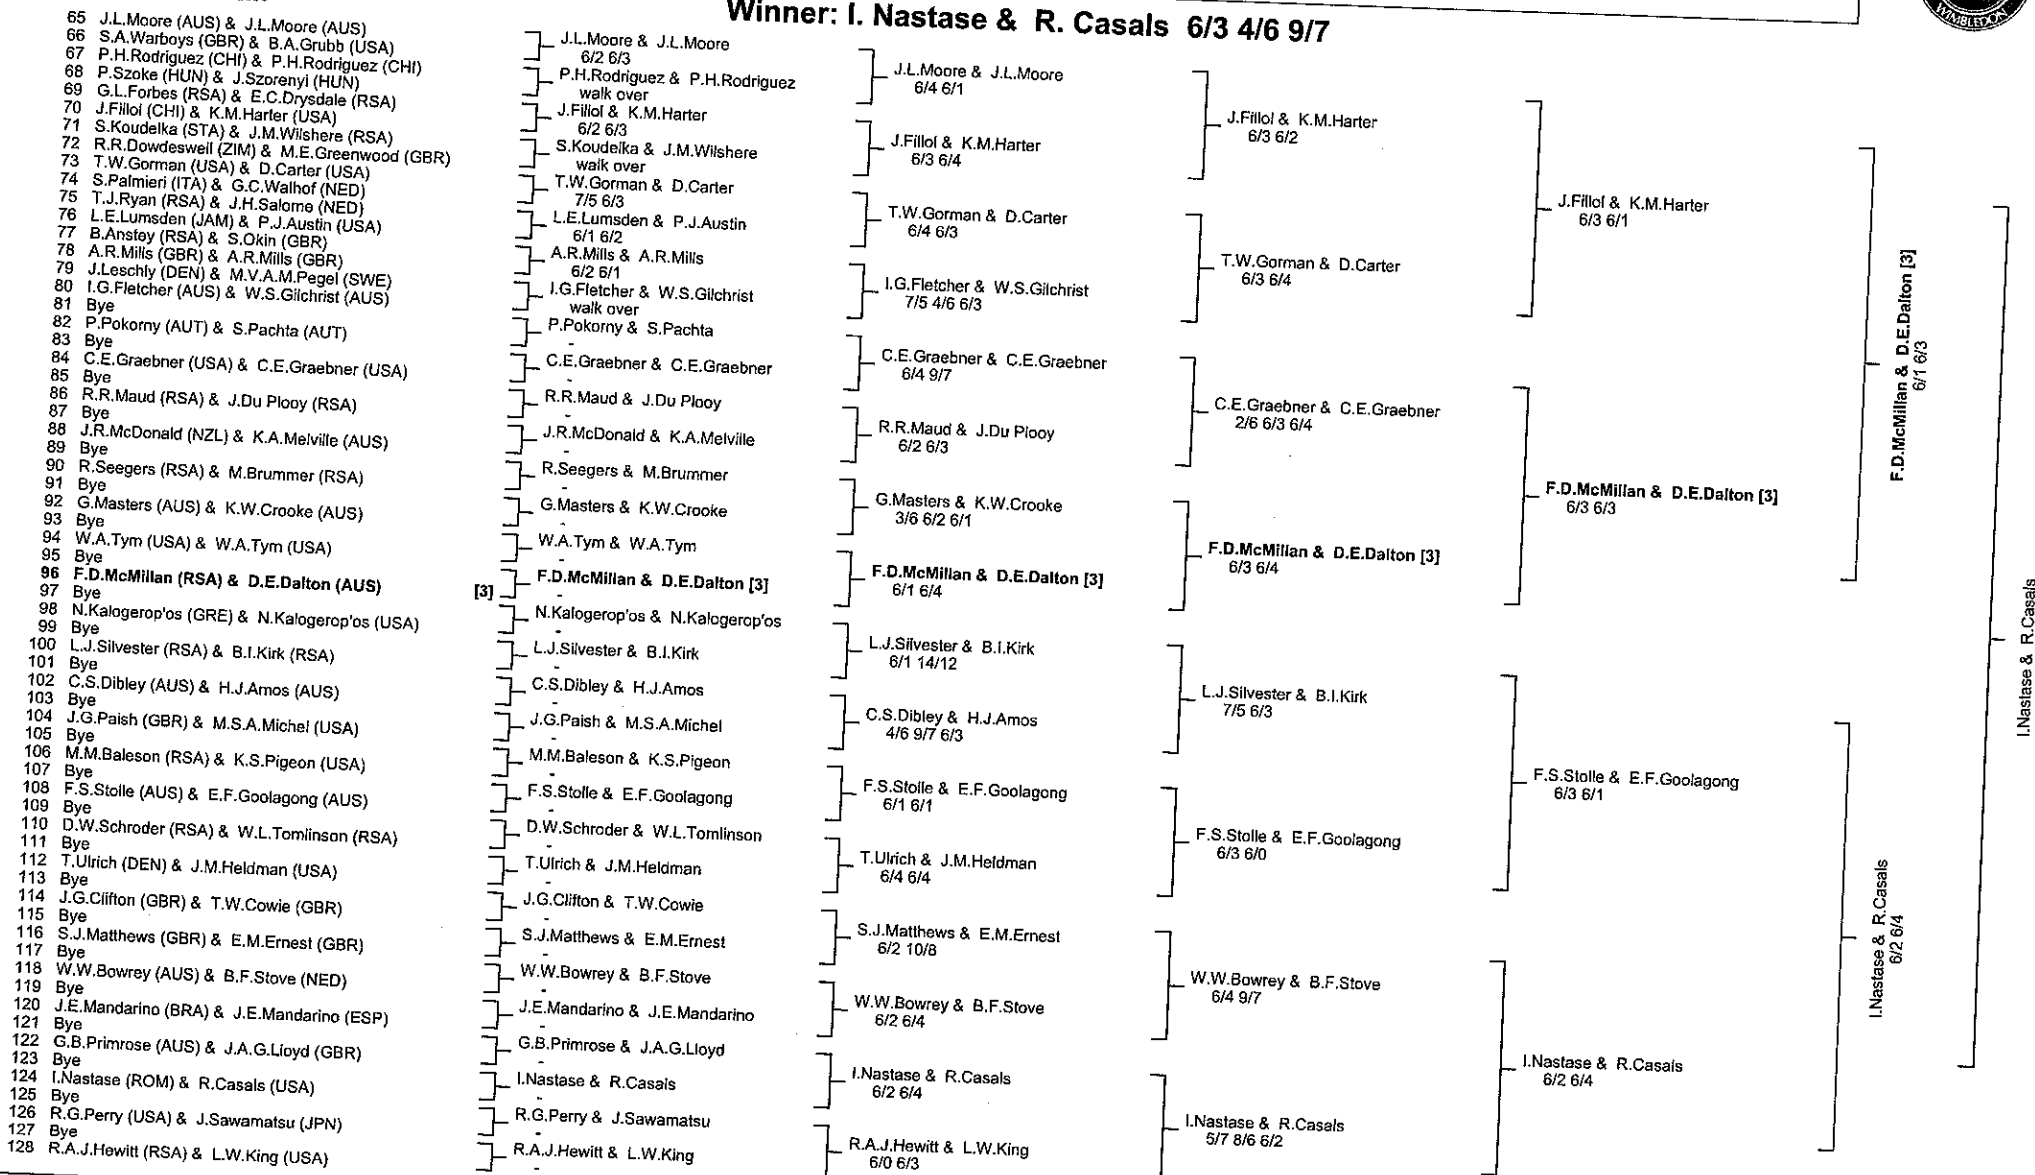 Winner: I. Nastase & R. Casals 6/3 4/6 9/7
WIMBLEDON
65 J.L.Moore (AUS) & J.L.Moore (AUS)
66 S.A.Warboys (GBR) & B.A.Grubb (USA)
67 P.H.Rodriguez (CHI) & P.H.Rodriguez (CHI)
68 P.Szoke (HUN) & J.Szorenyi (HUN)
69 G.L.Forbes (RSA) & E.C.Drysdale (RSA)
70 J.Fillol (CHI) & K.M.Harter (USA)
71 S.Koudelka (STA) & J.M.Wilshere (RSA)
72 R.R.Dowdeswell (ZIM) & M.E.Greenwood (GBR)
73 T.W.Gorman (USA) & D.Carter (USA)
74 S.Palmieri (ITA) & G.C.Walhof (NED)
75 T.J.Ryan (RSA) & J.H.Salome (NED)
76 L.E.Lumsden (JAM) & P.J.Austin (USA)
77 B.Anstey (RSA) & S.Okin (GBR)
78 A.R.Mills (GBR) & A.R.Mills (GBR)
79 J.Leschly (DEN) & M.V.A.M.Pegel (SWE)
80 I.G.Fletcher (AUS) & W.S.Gilchrist (AUS)
81 Bye
82 P.Pokorny (AUT) & S.Pachta (AUT)
83 Bye
84 C.E.Graebner (USA) & C.E.Graebner (USA)
85 Bye
86 R.R.Maud (RSA) & J.Du Plooy (RSA)
87 Bye
88 J.R.McDonald (NZL) & K.A.Melville (AUS)
89 Bye
90 R.Seegers (RSA) & M.Brummer (RSA)
91 Bye
92 G.Masters (AUS) & K.W.Crooke (AUS)
93 Bye
94 W.A.Tym (USA) & W.A.Tym (USA)
95 Bye
96 F.D.McMillan (RSA) & D.E.Dalton (AUS) [3]
97 Bye
98 N.Kalogerop'os (GRE) & N.Kalogerop'os (USA)
99 Bye
100 L.J.Silvester (RSA) & B.I.Kirk (RSA)
101 Bye
102 C.S.Dibley (AUS) & H.J.Amos (AUS)
103 Bye
104 J.G.Paish (GBR) & M.S.A.Michel (USA)
105 Bye
106 M.M.Baleson (RSA) & K.S.Pigeon (USA)
107 Bye
108 F.S.Stolle (AUS) & E.F.Goolagong (AUS)
109 Bye
110 D.W.Schroder (RSA) & W.L.Tomlinson (RSA)
111 Bye
112 T.Ulrich (DEN) & J.M.Heldman (USA)
113 Bye
114 J.G.Clifton (GBR) & T.W.Cowie (GBR)
115 Bye
116 S.J.Matthews (GBR) & E.M.Ernest (GBR)
117 Bye
118 W.W.Bowrey (AUS) & B.F.Stove (NED)
119 Bye
120 J.E.Mandarino (BRA) & J.E.Mandarino (ESP)
121 Bye
122 G.B.Primrose (AUS) & J.A.G.Lloyd (GBR)
123 Bye
124 I.Nastase (ROM) & R.Casals (USA)
125 Bye
126 R.G.Perry (USA) & J.Sawamatsu (JPN)
127 Bye
128 R.A.J.Hewitt (RSA) & L.W.King (USA)
J.L.Moore & J.L.Moore
6/2 6/3
P.H.Rodriguez & P.H.Rodriguez
walk over
J.Fillol & K.M.Harter
6/2 6/3
S.Koudelka & J.M.Wilshere
walk over
T.W.Gorman & D.Carter
7/5 6/3
L.E.Lumsden & P.J.Austin
6/1 6/2
A.R.Mills & A.R.Mills
6/2 6/1
I.G.Fletcher & W.S.Gilchrist
walk over
P.Pokorny & S.Pachta
-
C.E.Graebner & C.E.Graebner
-
R.R.Maud & J.Du Plooy
-
J.R.McDonald & K.A.Melville
-
R.Seegers & M.Brummer
-
G.Masters & K.W.Crooke
-
W.A.Tym & W.A.Tym
-
F.D.McMillan & D.E.Dalton [3]
-
N.Kalogerop'os & N.Kalogerop'os
-
L.J.Silvester & B.I.Kirk
-
C.S.Dibley & H.J.Amos
-
J.G.Paish & M.S.A.Michel
-
M.M.Baleson & K.S.Pigeon
-
F.S.Stolle & E.F.Goolagong
-
D.W.Schroder & W.L.Tomlinson
-
T.Ulrich & J.M.Heldman
-
J.G.Clifton & T.W.Cowie
-
S.J.Matthews & E.M.Ernest
-
W.W.Bowrey & B.F.Stove
-
J.E.Mandarino & J.E.Mandarino
-
G.B.Primrose & J.A.G.Lloyd
-
I.Nastase & R.Casals
-
R.G.Perry & J.Sawamatsu
-
R.A.J.Hewitt & L.W.King
-
J.L.Moore & J.L.Moore
6/4 6/1
J.Fillol & K.M.Harter
6/3 6/4
T.W.Gorman & D.Carter
6/4 6/3
I.G.Fletcher & W.S.Gilchrist
7/5 4/6 6/3
C.E.Graebner & C.E.Graebner
6/4 9/7
R.R.Maud & J.Du Plooy
6/2 6/3
G.Masters & K.W.Crooke
3/6 6/2 6/1
F.D.McMillan & D.E.Dalton [3]
6/1 6/4
L.J.Silvester & B.I.Kirk
6/1 14/12
C.S.Dibley & H.J.Amos
4/6 9/7 6/3
F.S.Stolle & E.F.Goolagong
6/1 6/1
T.Ulrich & J.M.Heldman
6/4 6/4
S.J.Matthews & E.M.Ernest
6/2 10/8
W.W.Bowrey & B.F.Stove
6/2 6/4
I.Nastase & R.Casals
6/2 6/4
R.A.J.Hewitt & L.W.King
6/0 6/3
J.Fillol & K.M.Harter
6/3 6/2
T.W.Gorman & D.Carter
6/3 6/4
C.E.Graebner & C.E.Graebner
2/6 6/3 6/4
F.D.McMillan & D.E.Dalton [3]
6/3 6/4
L.J.Silvester & B.I.Kirk
7/5 6/3
F.S.Stolle & E.F.Goolagong
6/3 6/0
W.W.Bowrey & B.F.Stove
6/4 9/7
I.Nastase & R.Casals
5/7 8/6 6/2
J.Fillol & K.M.Harter
6/3 6/1
F.D.McMillan & D.E.Dalton [3]
6/3 6/3
F.S.Stolle & E.F.Goolagong
6/3 6/1
I.Nastase & R.Casals
6/2 6/4
F.D.McMillan & D.E.Dalton [3]
6/1 6/3
I.Nastase & R.Casals
6/2 6/4
I.Nastase & R.Casals